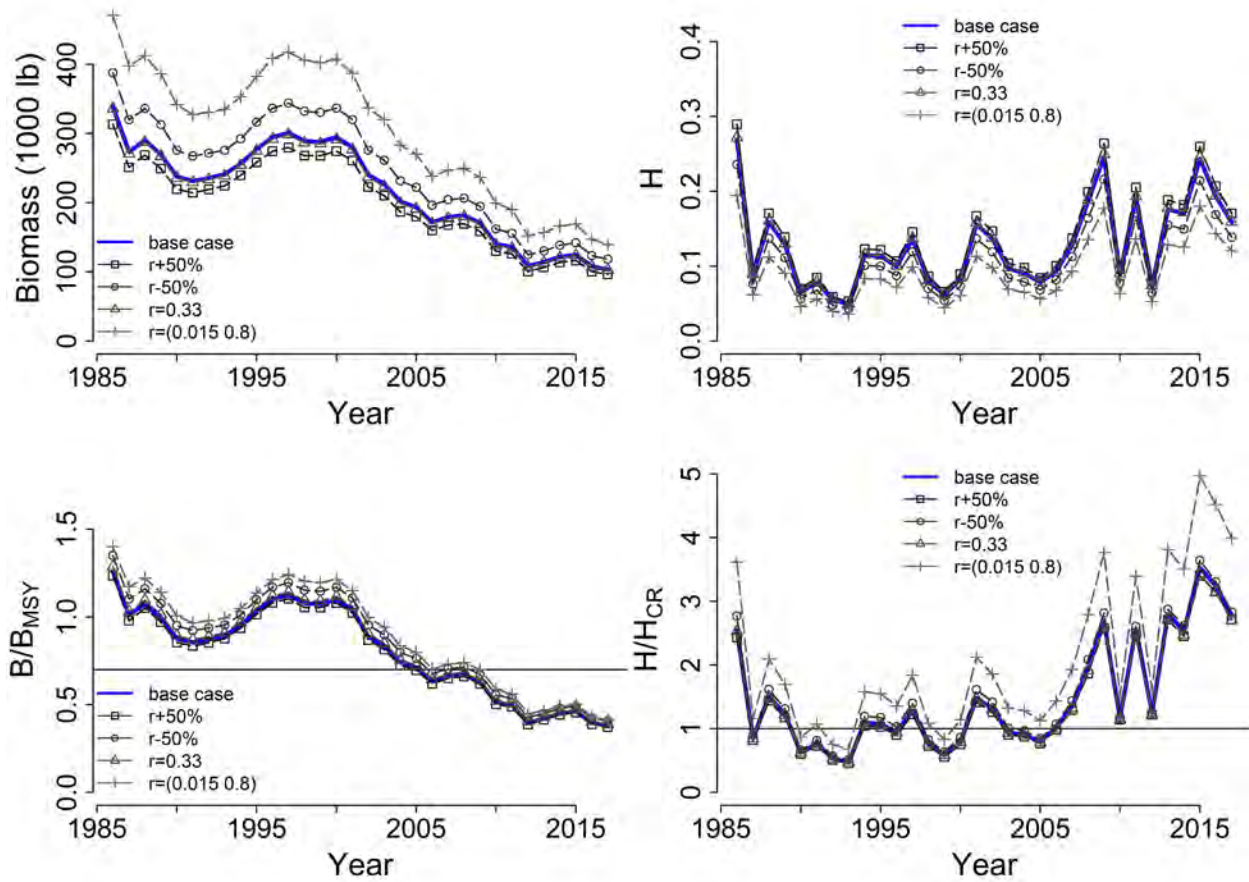 Biomass (1000 lb)
400
300
200
100
0
base case
r+50%
r-50%
r=0.33
r=(0.015 0.8)
1985 1995 2005 2015
Year
H
0.4
0.3
0.2
0.1
0.0
base case
r+50%
r-50%
r=0.33
r=(0.015 0.8)
1985 1995 2005 2015
Year
B/BMSY
1.5
1.0
0.5
0.0
base case
r+50%
r-50%
r=0.33
r=(0.015 0.8)
1985 1995 2005 2015
Year
H/HCR
5
4
3
2
1
0
base case
r+50%
r-50%
r=0.33
r=(0.015 0.8)
1985 1995 2005 2015
Year